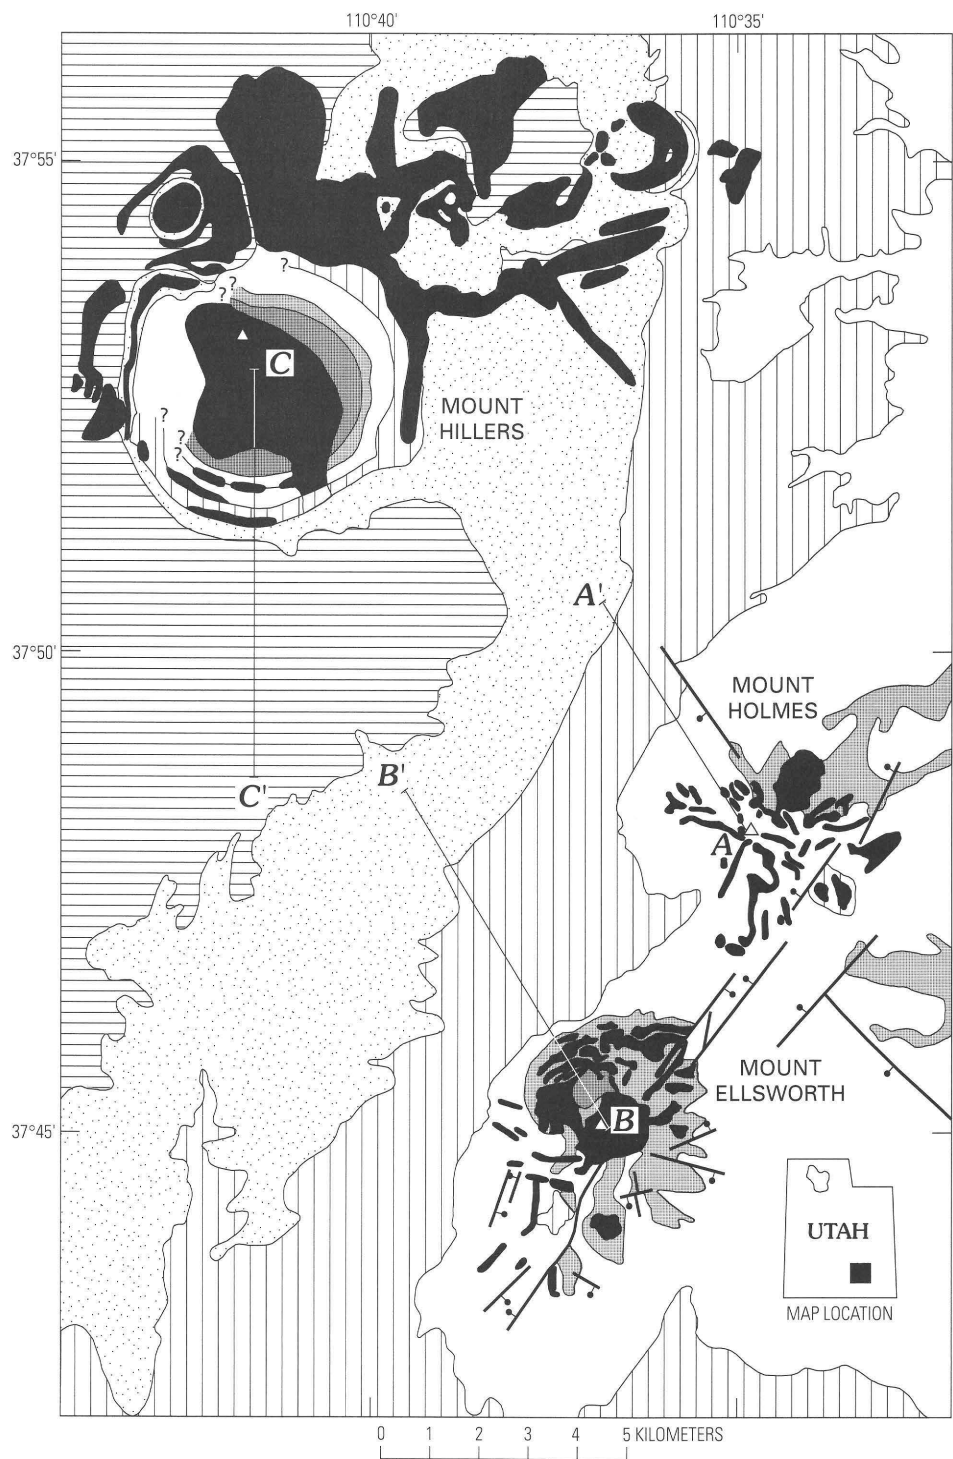 110°40'
110°35'
37°55'
?
?
?
C
MOUNT
HILLERS
?
?
?
A'
37°50'
MOUNT
HOLMES
B'
C'
A
MOUNT
ELLSWORTH
B
37°45'
UTAH
MAP LOCATION
0 1 2 3 4 5 KILOMETERS